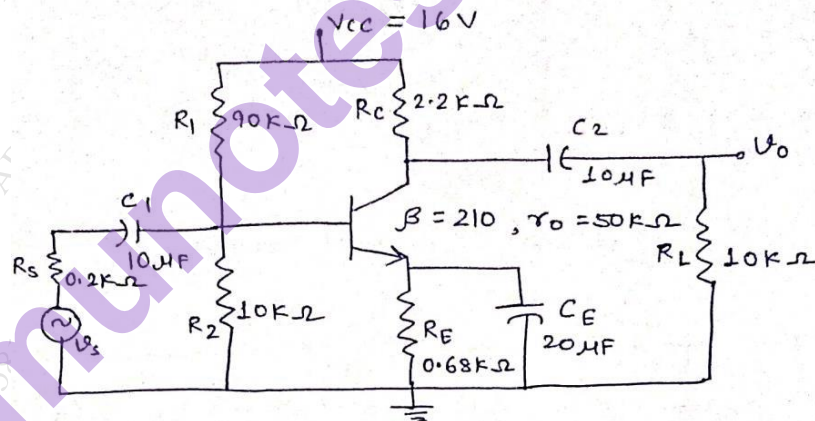 Vcc = 16V
R1 90KΩ
Rc 2.2KΩ
C2
10μF
Vo
C1
10μF
β = 210, ro = 50KΩ
Rs 0.2KΩ
RL 10KΩ
R2 10KΩ
Vs
RE
0.68KΩ
CE
20μF
munotes